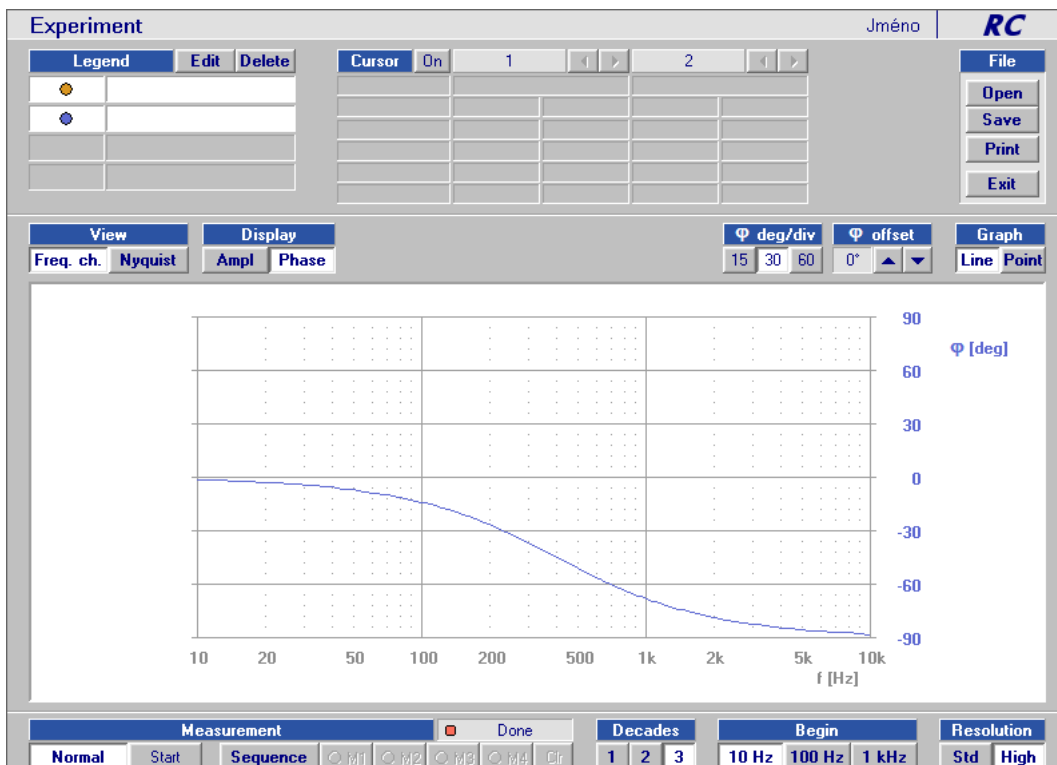 Experiment Jméno RC
Legend Edit Delete Cursor On 1 2 File
Open
Save
Print
Exit
View Display φ deg/div φ offset Graph
Freq. ch. Nyquist Ampl Phase 15 30 60 0° Line Point
90
φ [deg]
60
30
0
-30
-60
-90
10 20 50 100 200 500 1k 2k 5k 10k
f [Hz]
Measurement Done Decades Begin Resolution
Normal Start Sequence M1 M2 M3 M4 Clr 1 2 3 10 Hz 100 Hz 1 kHz Std High